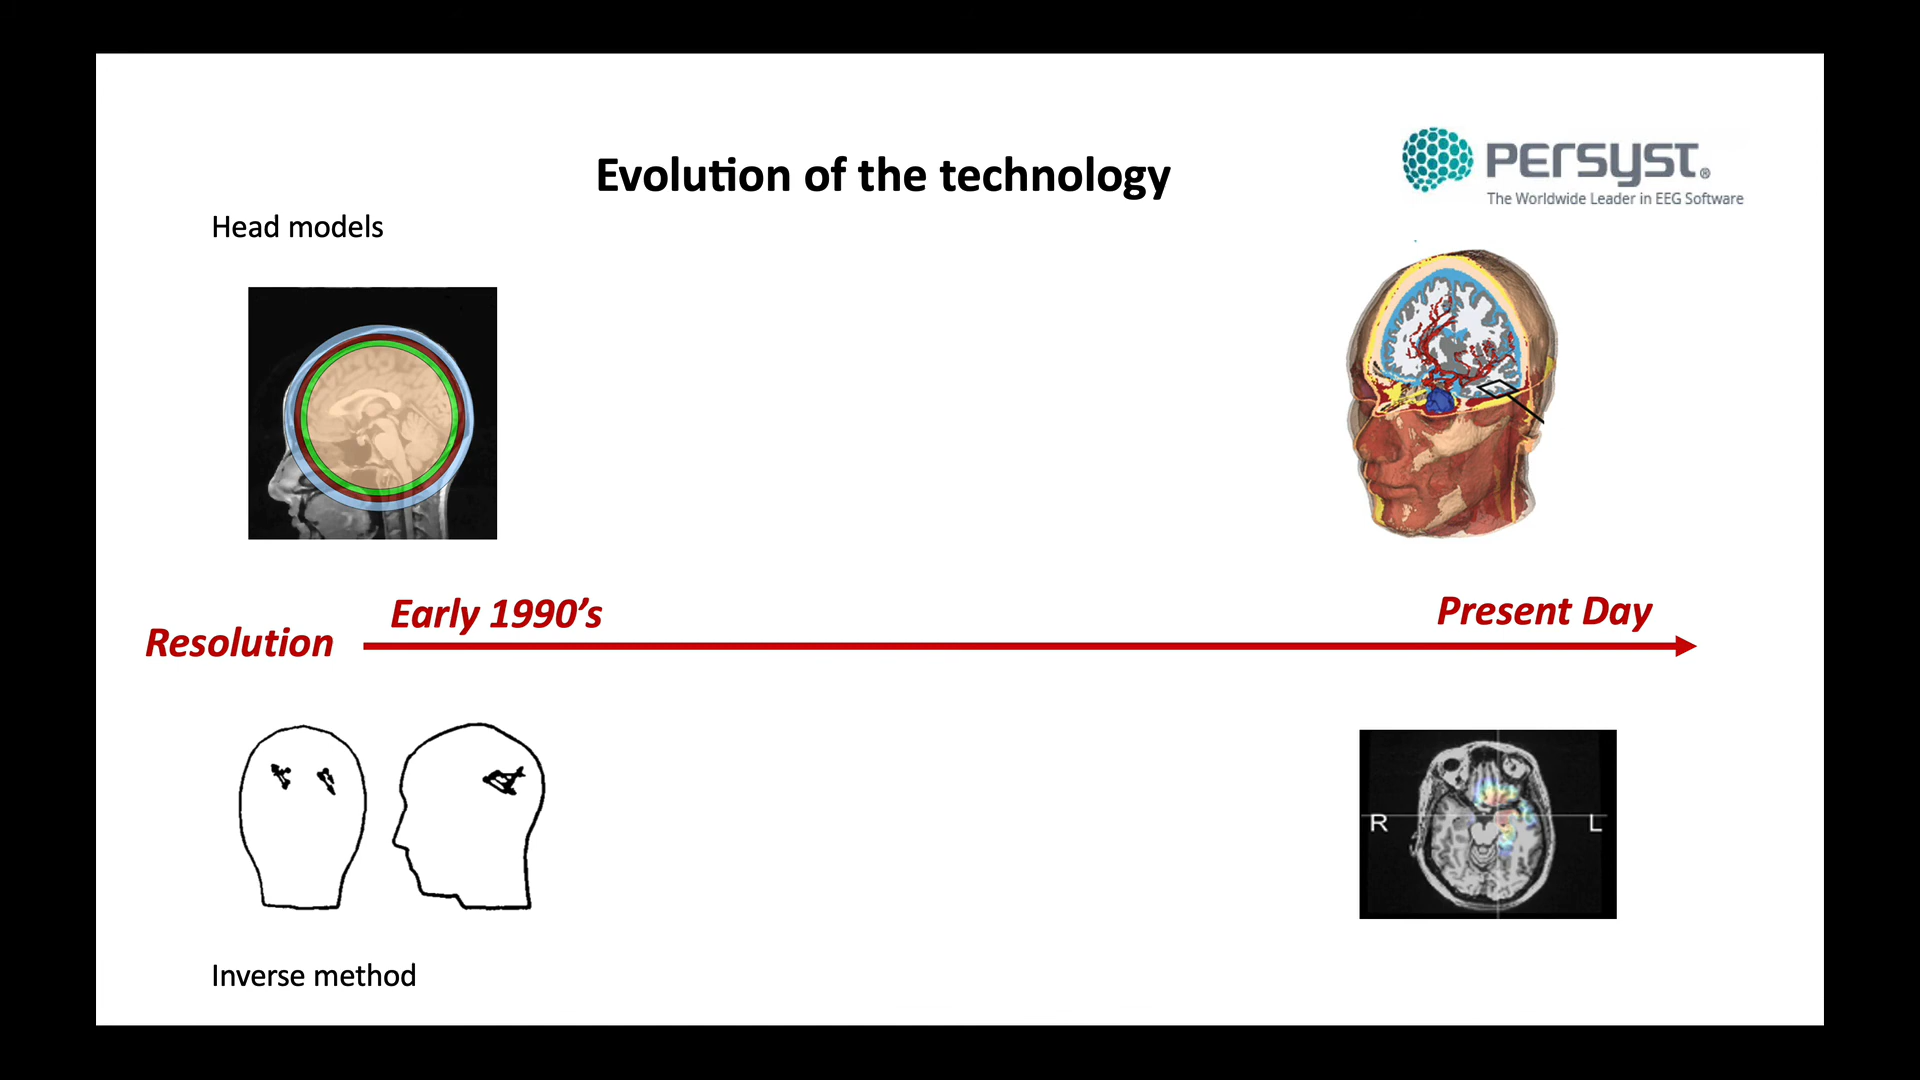 Evolution of the technology
PERSYST®
The Worldwide Leader in EEG Software
Head models
Early 1990’s
Present Day
Resolution
R
L
Inverse method